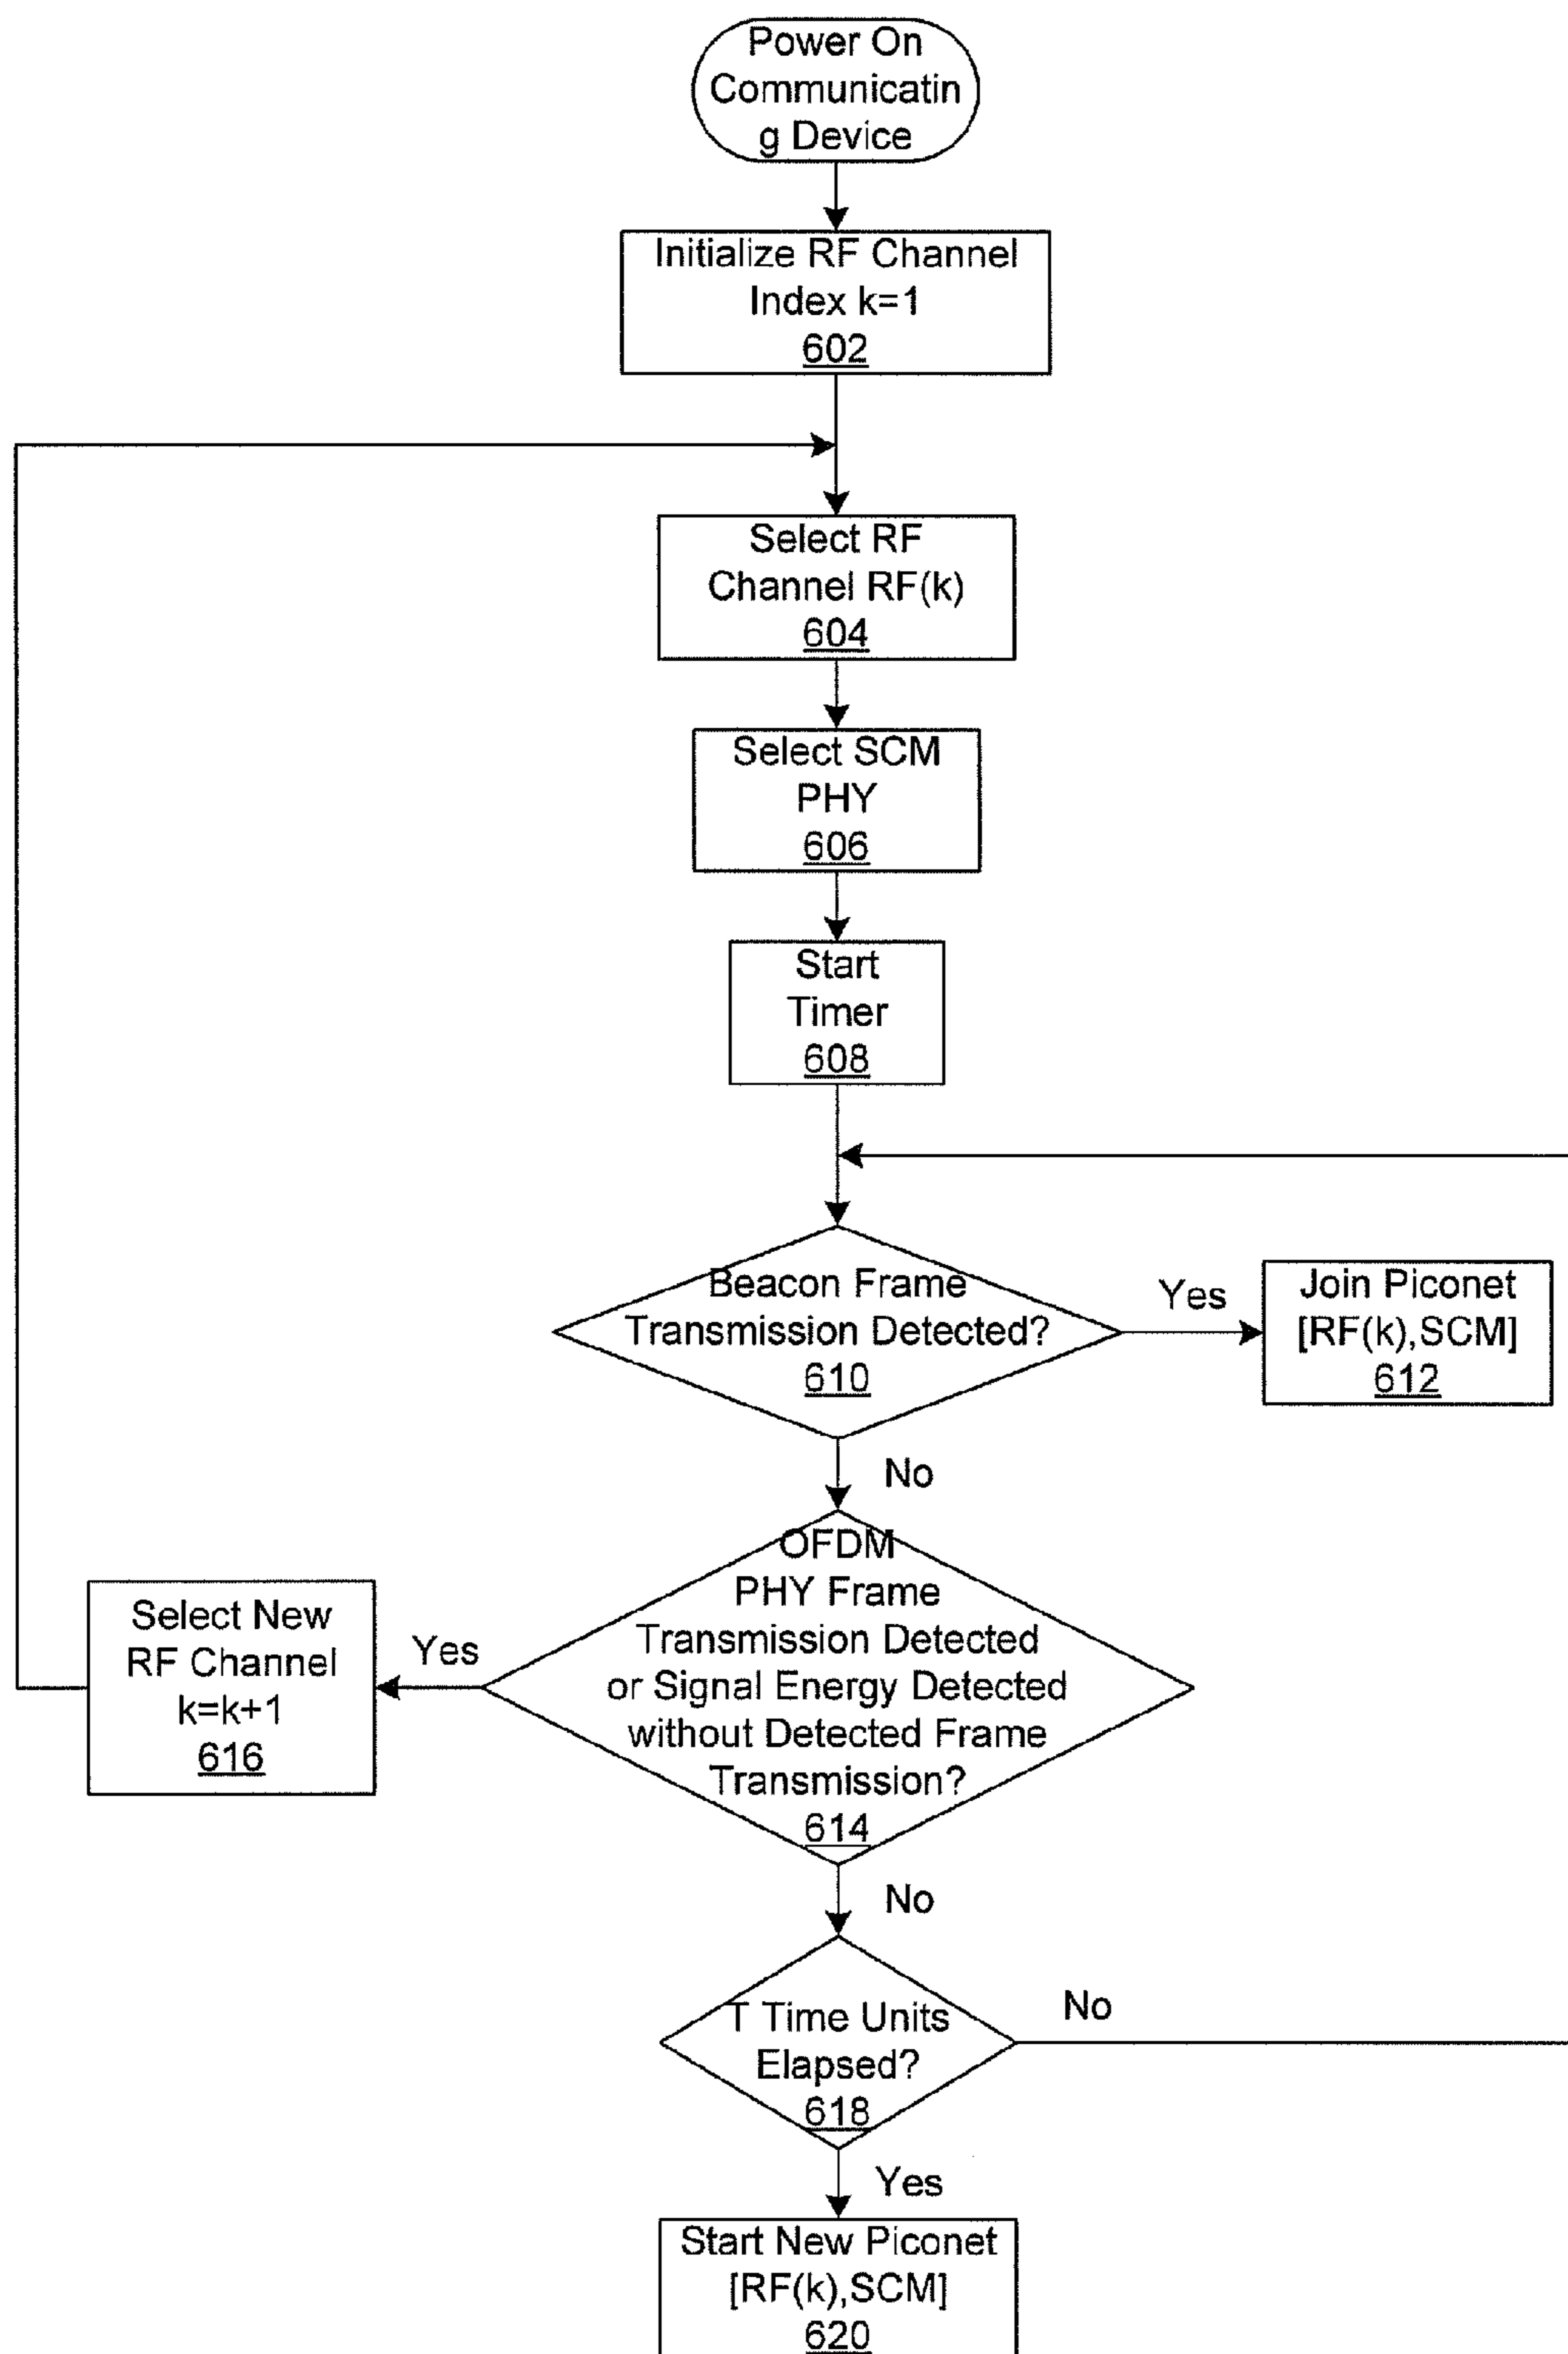 Power On
Communicatin
g Device
Initialize RF Channel
Index k=1
602
Select RF
Channel RF(k)
604
Select SCM
PHY
606
Start
Timer
608
Beacon Frame
Transmission Detected?
610
Yes
Join Piconet
[RF(k),SCM]
612
No
OFDM
PHY Frame
Transmission Detected
or Signal Energy Detected
without Detected Frame
Transmission?
614
Yes
Select New
RF Channel
k=k+1
616
No
T Time Units
Elapsed?
618
No
Yes
Start New Piconet
[RF(k),SCM]
620